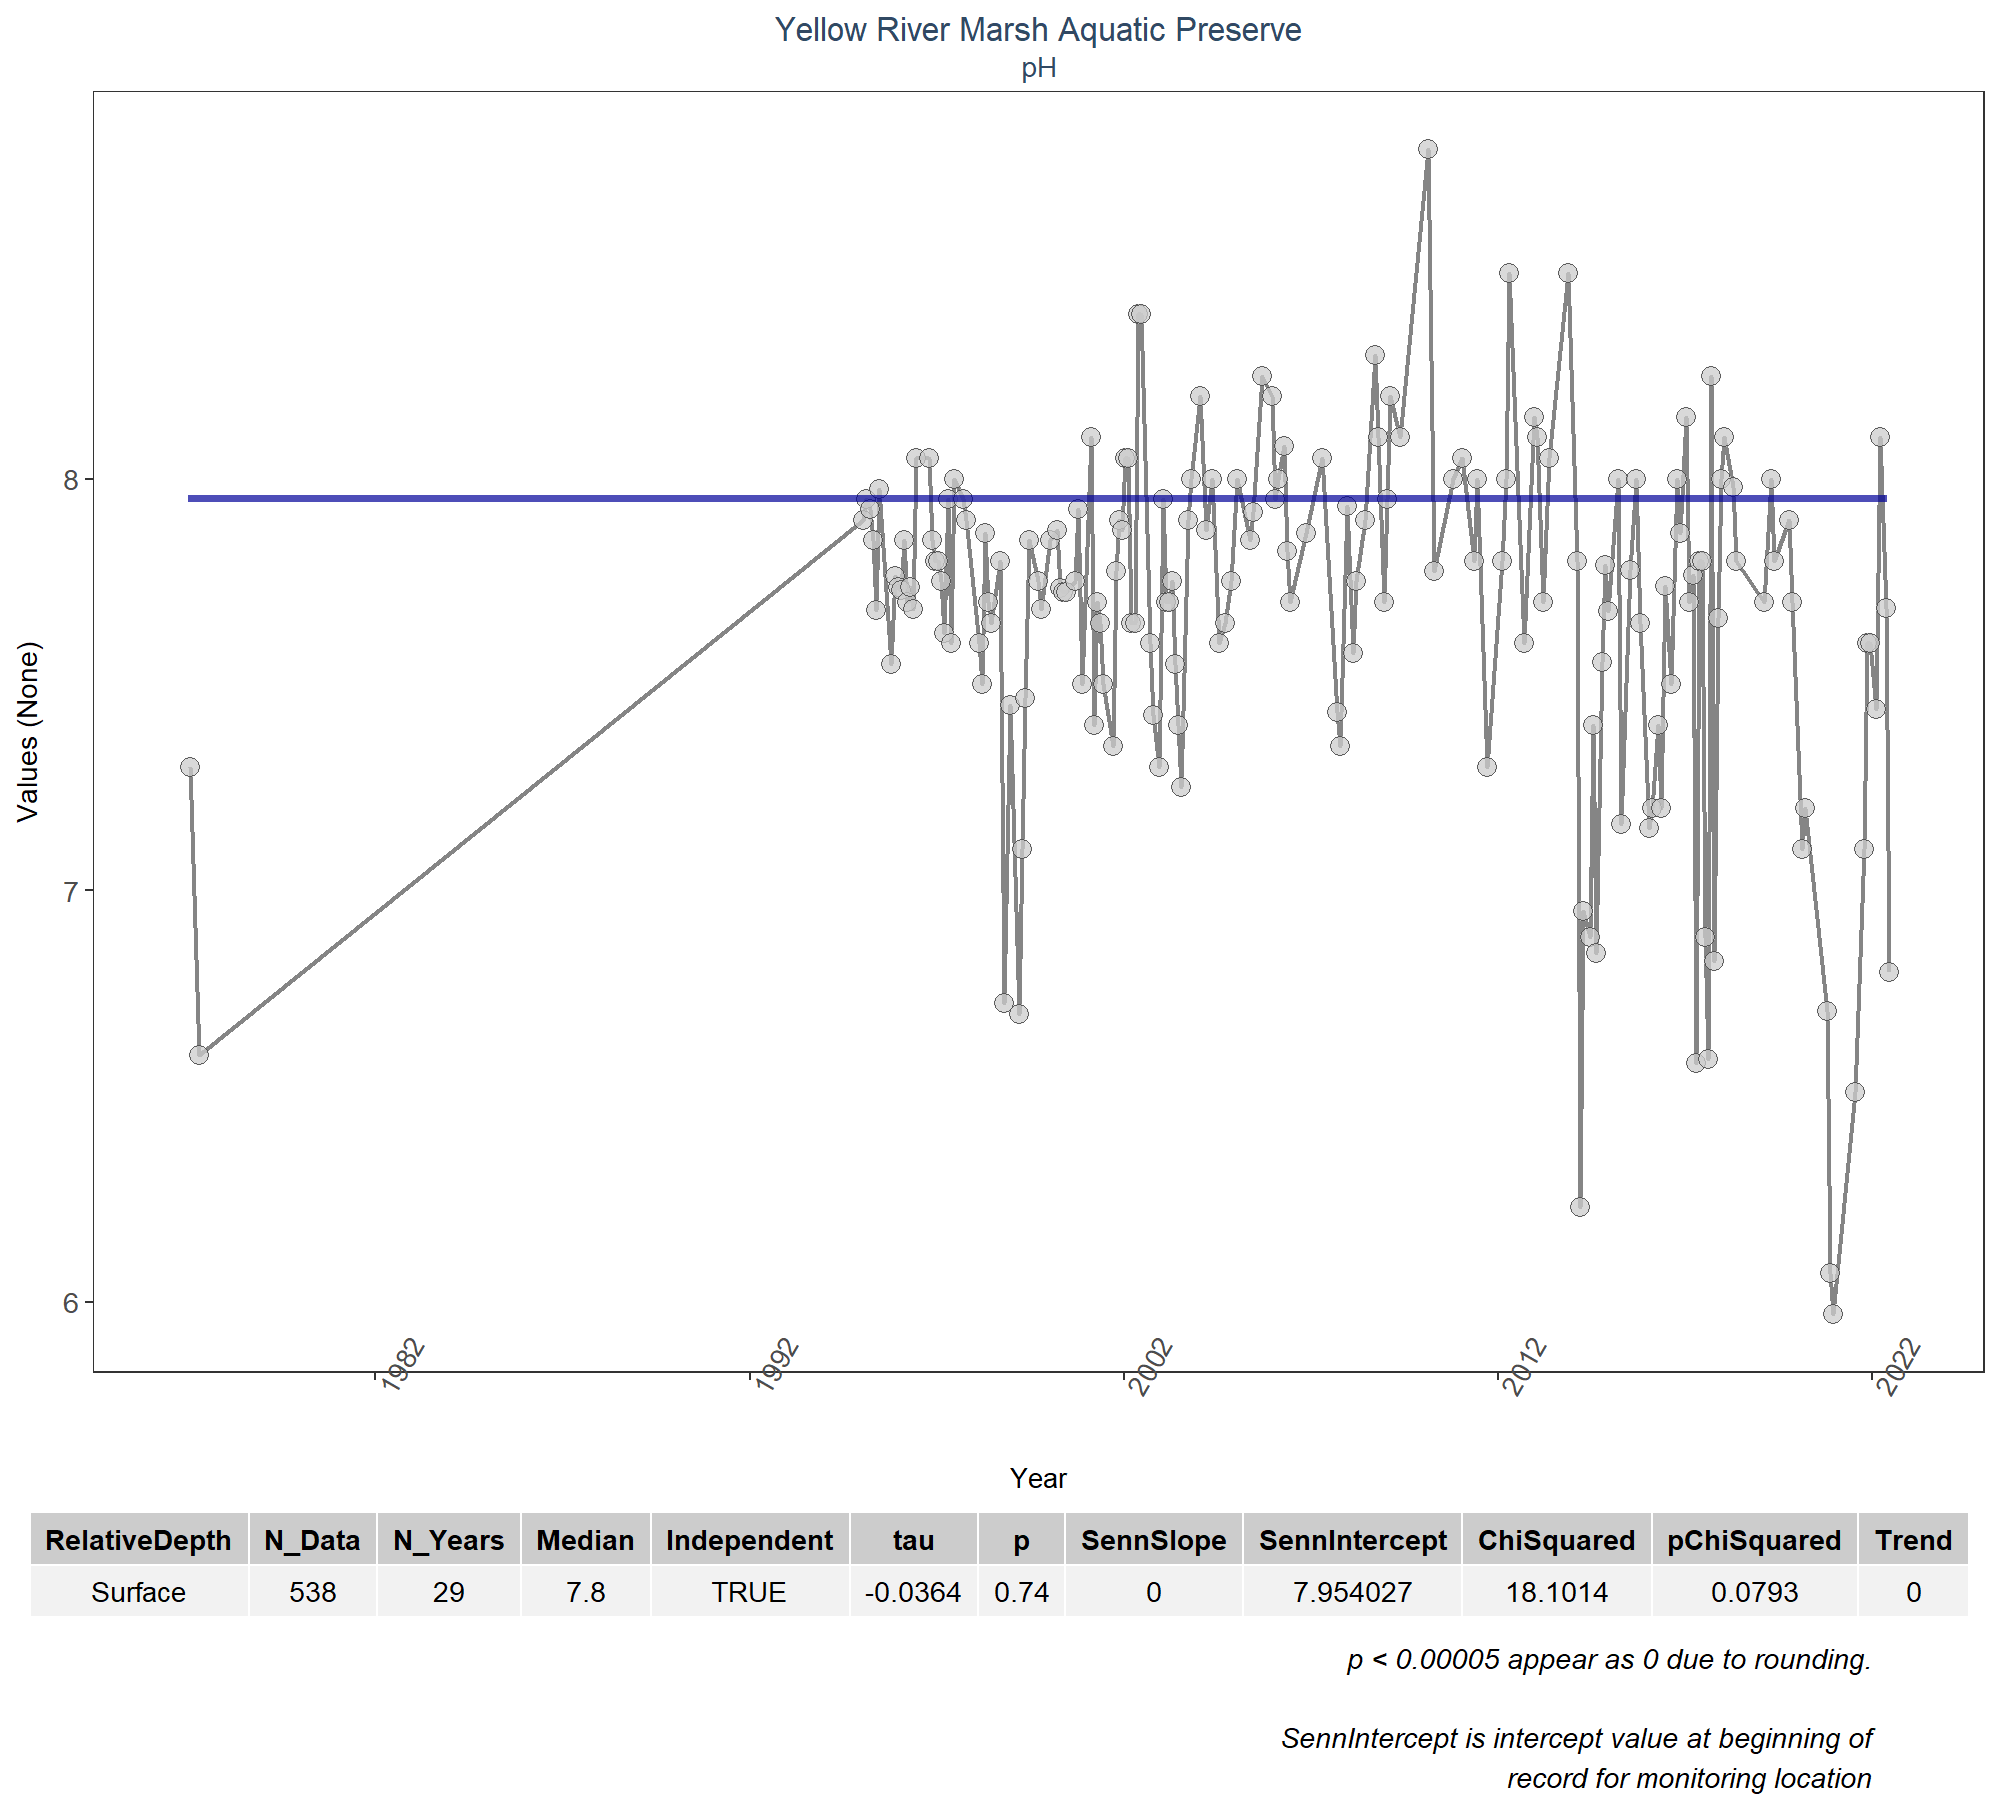 Yellow River Marsh Aquatic Preserve
pH
Values (None)
8
7
6
1982 1992 2002 2012 2022
Year
RelativeDepth N_Data N_Years Median Independent tau p SennSlope SennIntercept ChiSquared pChiSquared Trend
Surface 538 29 7.8 TRUE -0.0364 0.74 0 7.954027 18.1014 0.0793 0
p < 0.00005 appear as 0 due to rounding.
SennIntercept is intercept value at beginning of
record for monitoring location